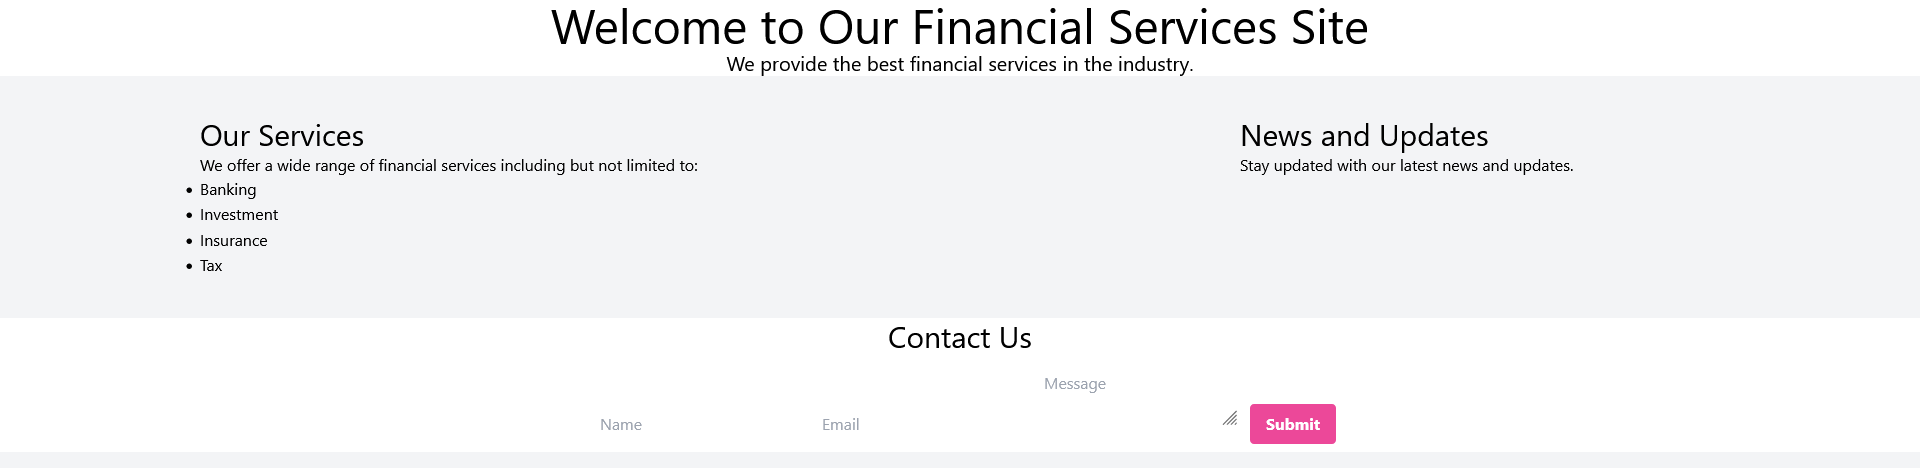 Welcome to Our Financial Services Site
We provide the best financial services in the industry.
Our Services
We offer a wide range of financial services including but not limited to:
Banking
Investment
Insurance
Tax
News and Updates
Stay updated with our latest news and updates.
Contact Us
Name
Email
Message
Submit